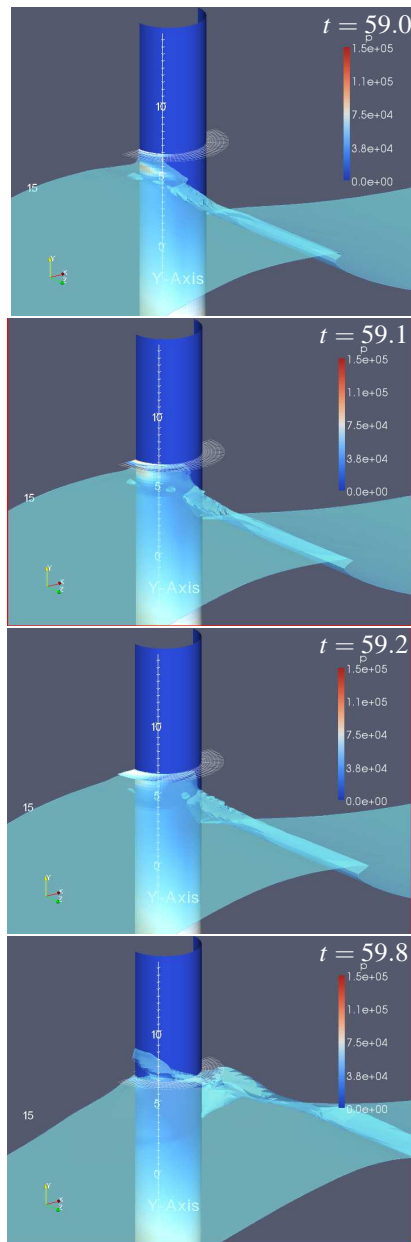 t = 59.0
p
1.5e+05
1.1e+05
7.5e+04
3.8e+04
0.0e+00
10
15
0
Y-Axis
Y
X
Z
t = 59.1
p
1.5e+05
1.1e+05
7.5e+04
3.8e+04
0.0e+00
10
5
15
0
Y-Axis
Y
X
Z
t = 59.2
p
1.5e+05
1.1e+05
7.5e+04
3.8e+04
0.0e+00
10
5
15
0
Y-Axis
Y
X
Z
t = 59.8
p
1.5e+05
1.1e+05
7.5e+04
3.8e+04
0.0e+00
10
5
15
0
Y-Axis
Y
X
Z